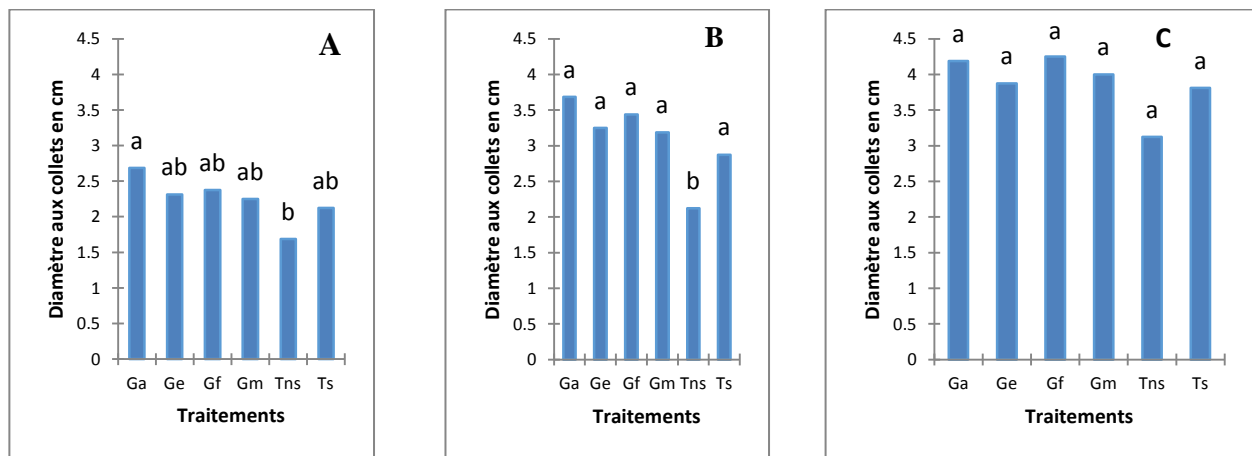 A
Diamètre aux collets en cm
4.5
4
3.5
3
2.5
2
1.5
1
0.5
0
a
ab
ab
ab
b
ab
Ga Ge Gf Gm Tns Ts
Traitements
B
Diamètre aux collets en cm
4.5
4
3.5
3
2.5
2
1.5
1
0.5
0
a
a
a
a
b
a
Ga Ge Gf Gm Tns Ts
Traitements
C
Diamètre aux collets en cm
4.5
4
3.5
3
2.5
2
1.5
1
0.5
0
a
a
a
a
a
a
Ga Ge Gf Gm Tns Ts
Traitements